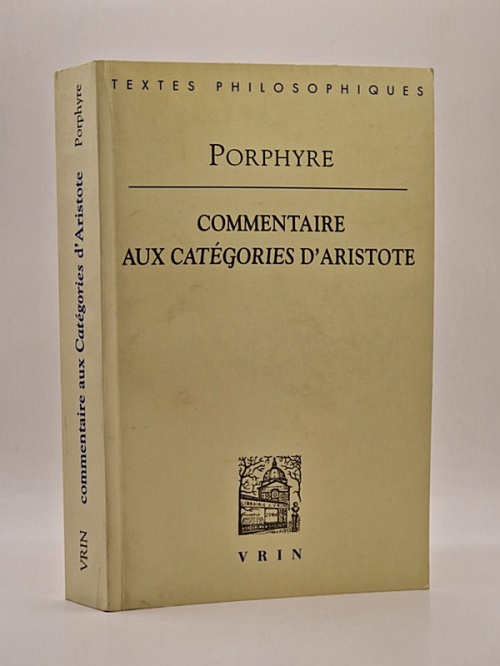 TEXTES PHILOSOPHIQUES
PORPHYRE
COMMENTAIRE
AUX CATÉGORIES D'ARISTOTE
VRIN
VRIN commentaire aux Catégories d'Aristote Porphyre